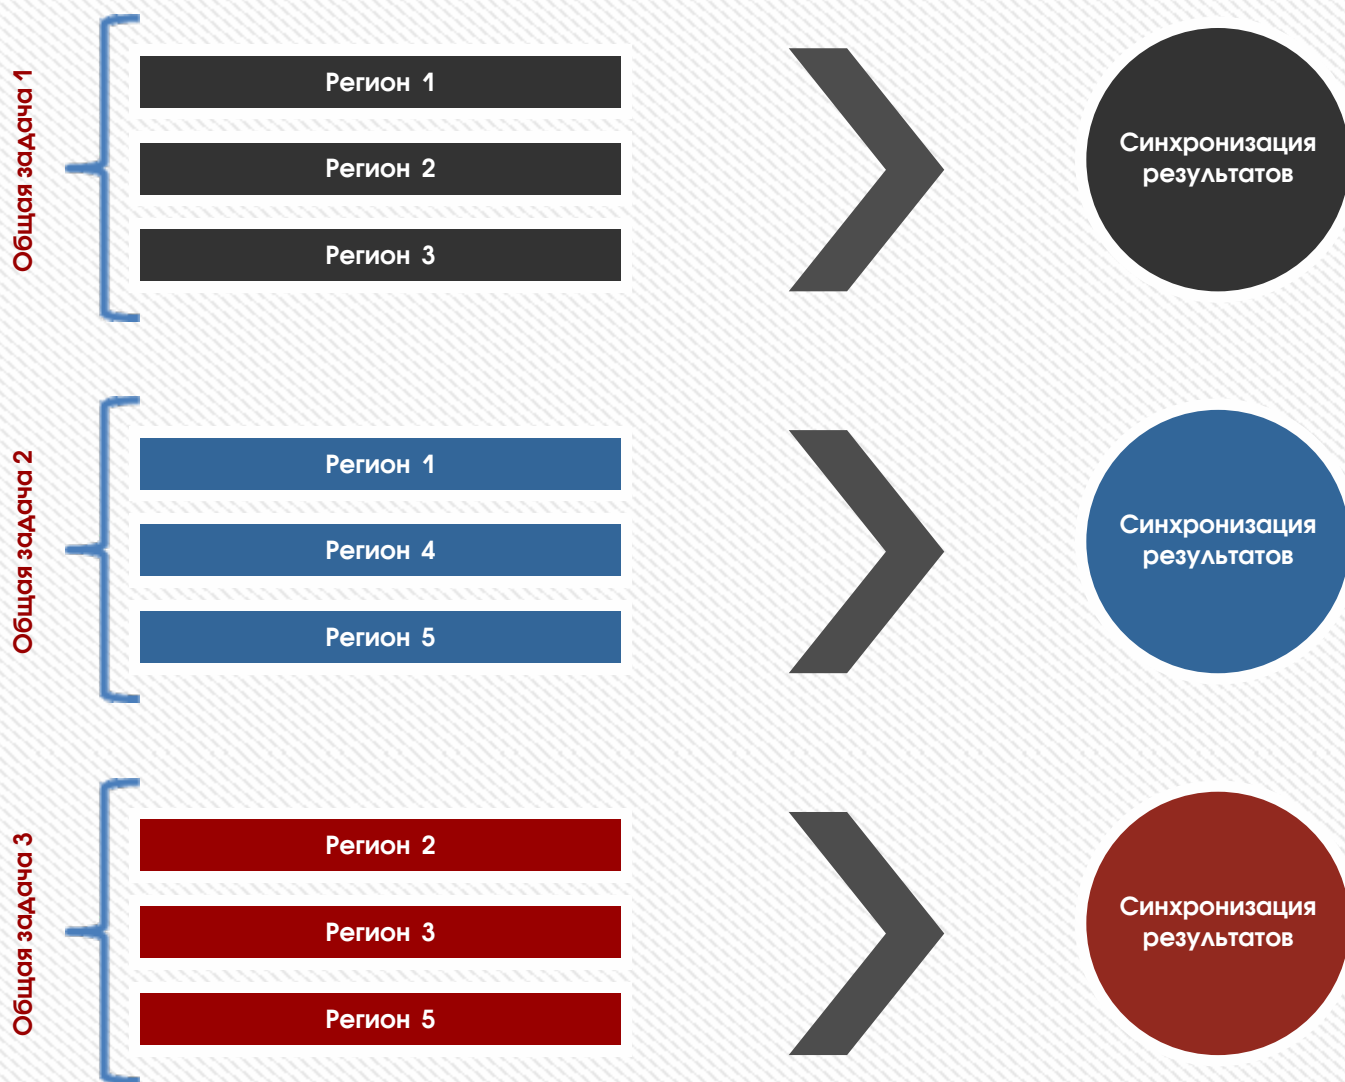 Общая задача 1
Регион 1
Регион 2
Регион 3
Синхронизация
результатов
Общая задача 2
Регион 1
Регион 4
Регион 5
Синхронизация
результатов
Общая задача 3
Регион 2
Регион 3
Регион 5
Синхронизация
результатов